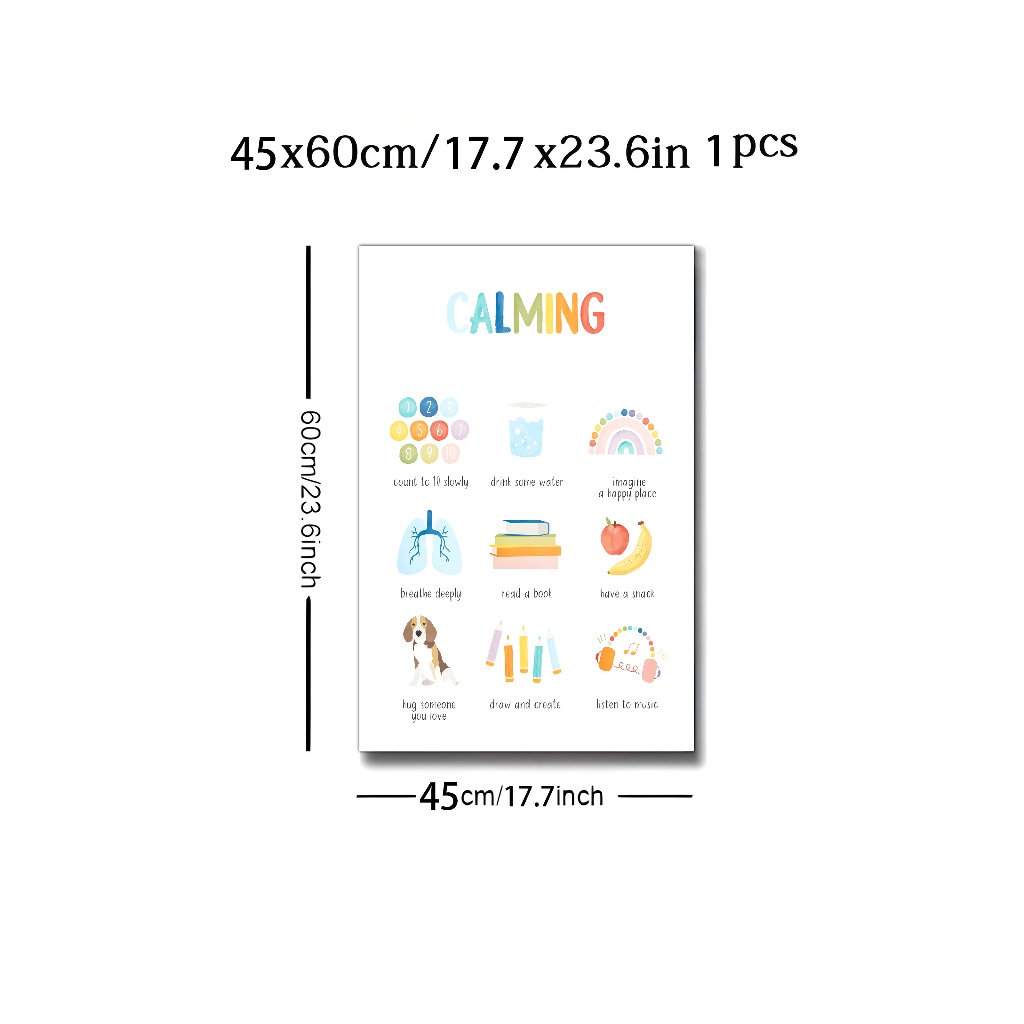 45x60cm/17.7 x23.6in 1pcs
60cm/23.6inch
CALMING
1 2 3
4 5 6 7
8 9 10
count to 10 slowly
drink some water
imagine
a happy place
breathe deeply
read a book
have a snack
hug someone
you love
draw and create
listen to music
45cm/17.7inch